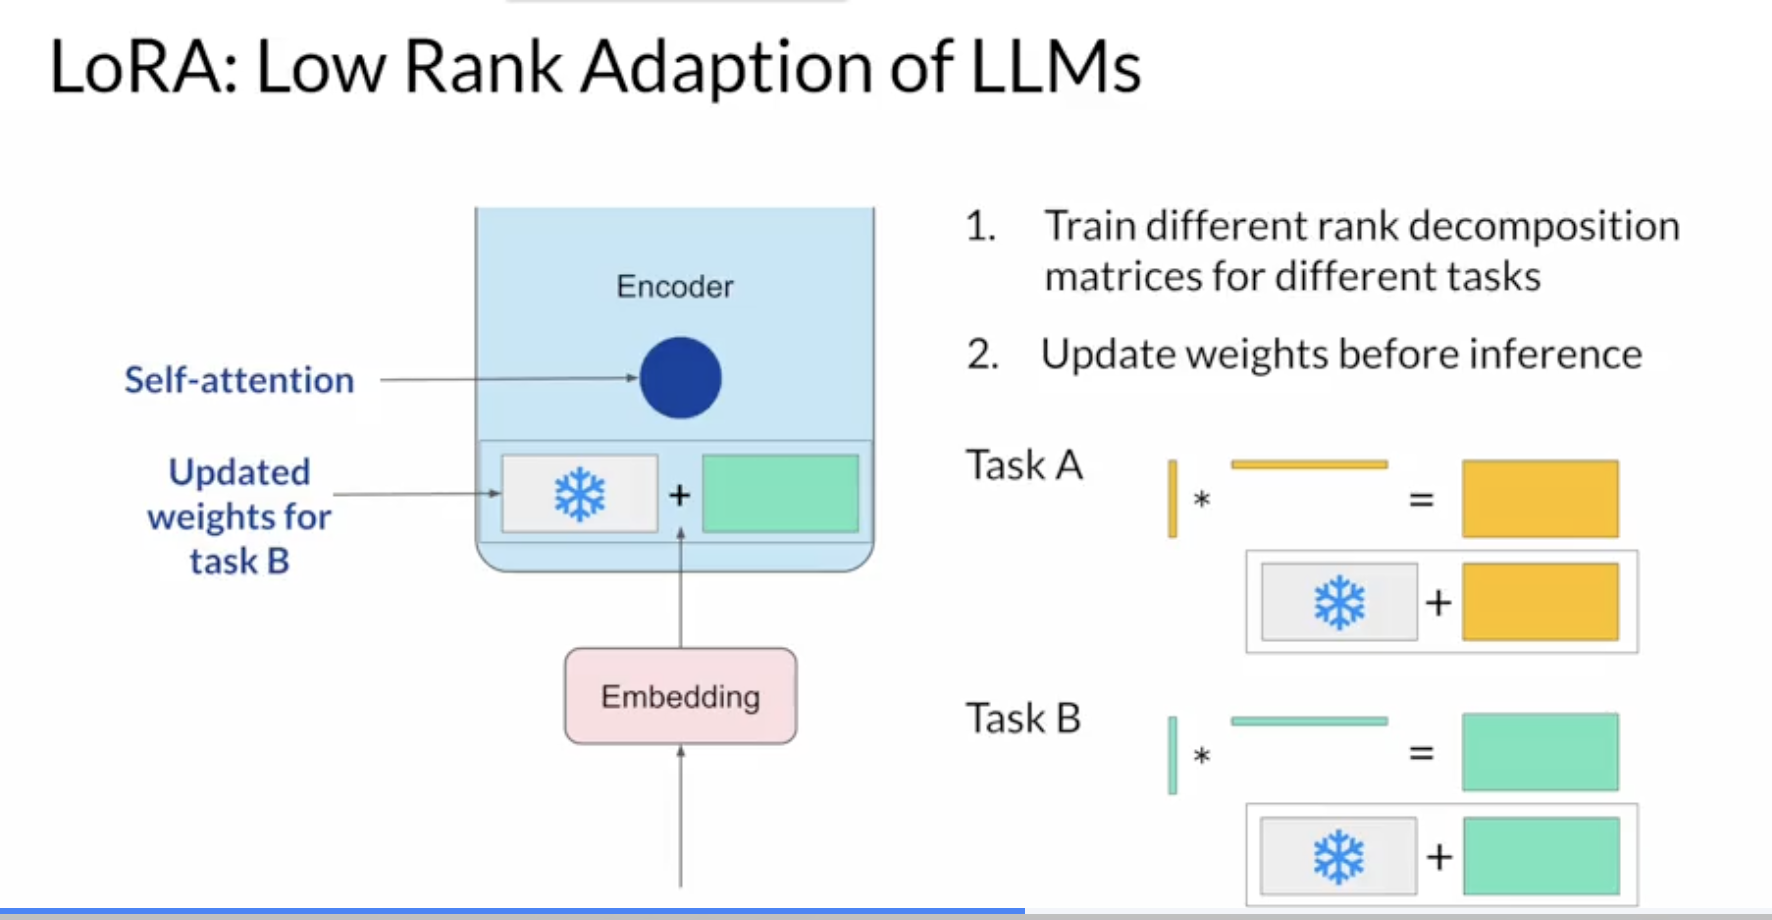 LoRA: Low Rank Adaption of LLMs
Encoder
Self-attention
Updated
weights for
task B
+
Embedding
1. Train different rank decomposition
matrices for different tasks
2. Update weights before inference
Task A
* =
+
Task B
* =
+